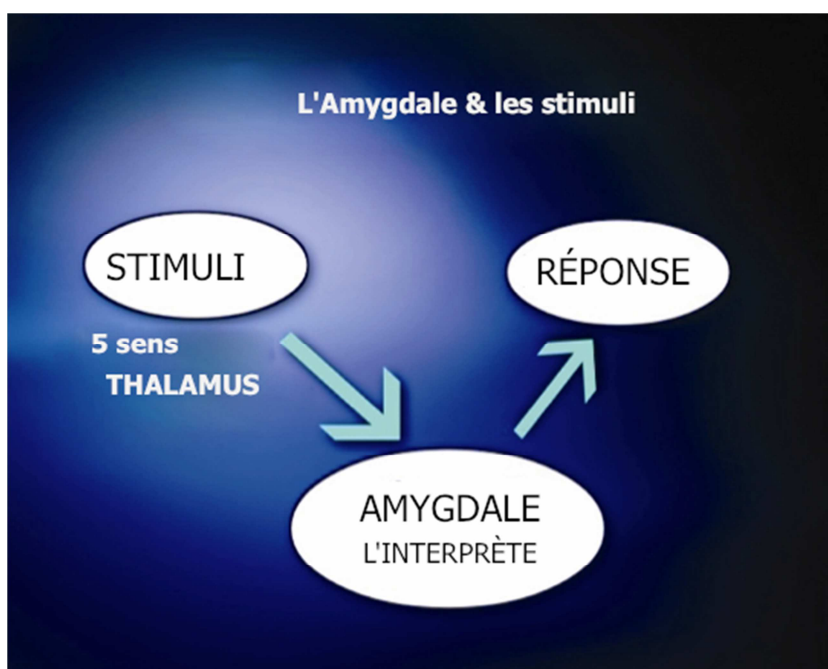 L'Amygdale & les stimuli
STIMULI
RÉPONSE
5 sens
THALAMUS
AMYGDALE
L'INTERPRÈTE